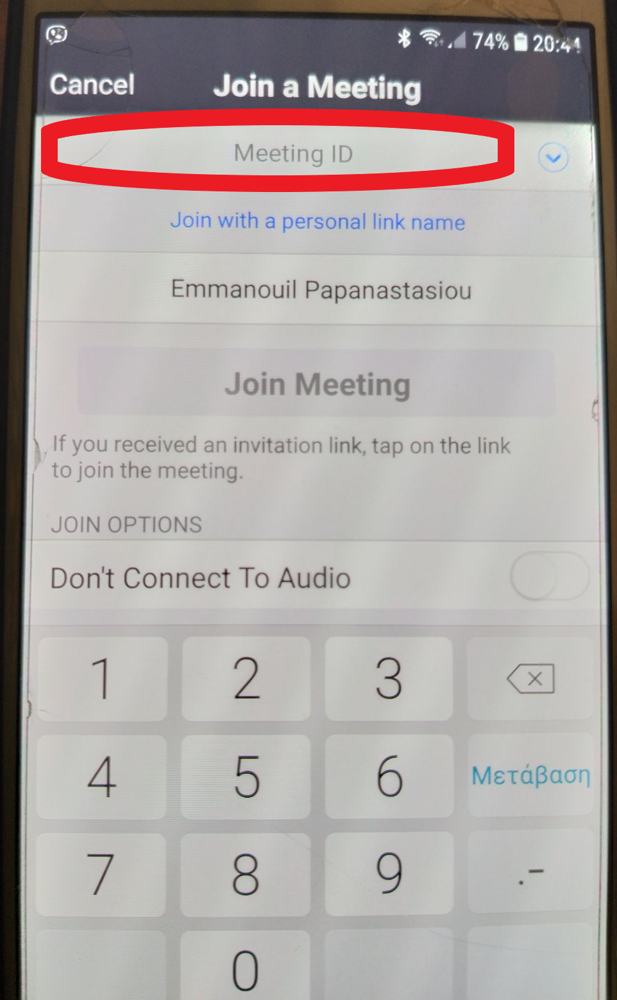 74% 20:44
Cancel Join a Meeting
Meeting ID
Join with a personal link name
Emmanouil Papanastasiou
Join Meeting
If you received an invitation link, tap on the link
to join the meeting.
JOIN OPTIONS
Don't Connect To Audio
1 2 3
4 5 6 Μετάβαση
7 8 9 .-
0